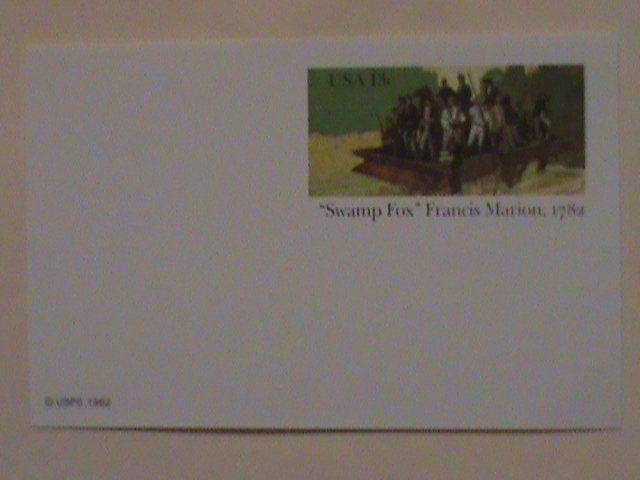 USA 13c
"Swamp Fox" Francis Marion, 1782
© USPS 1982